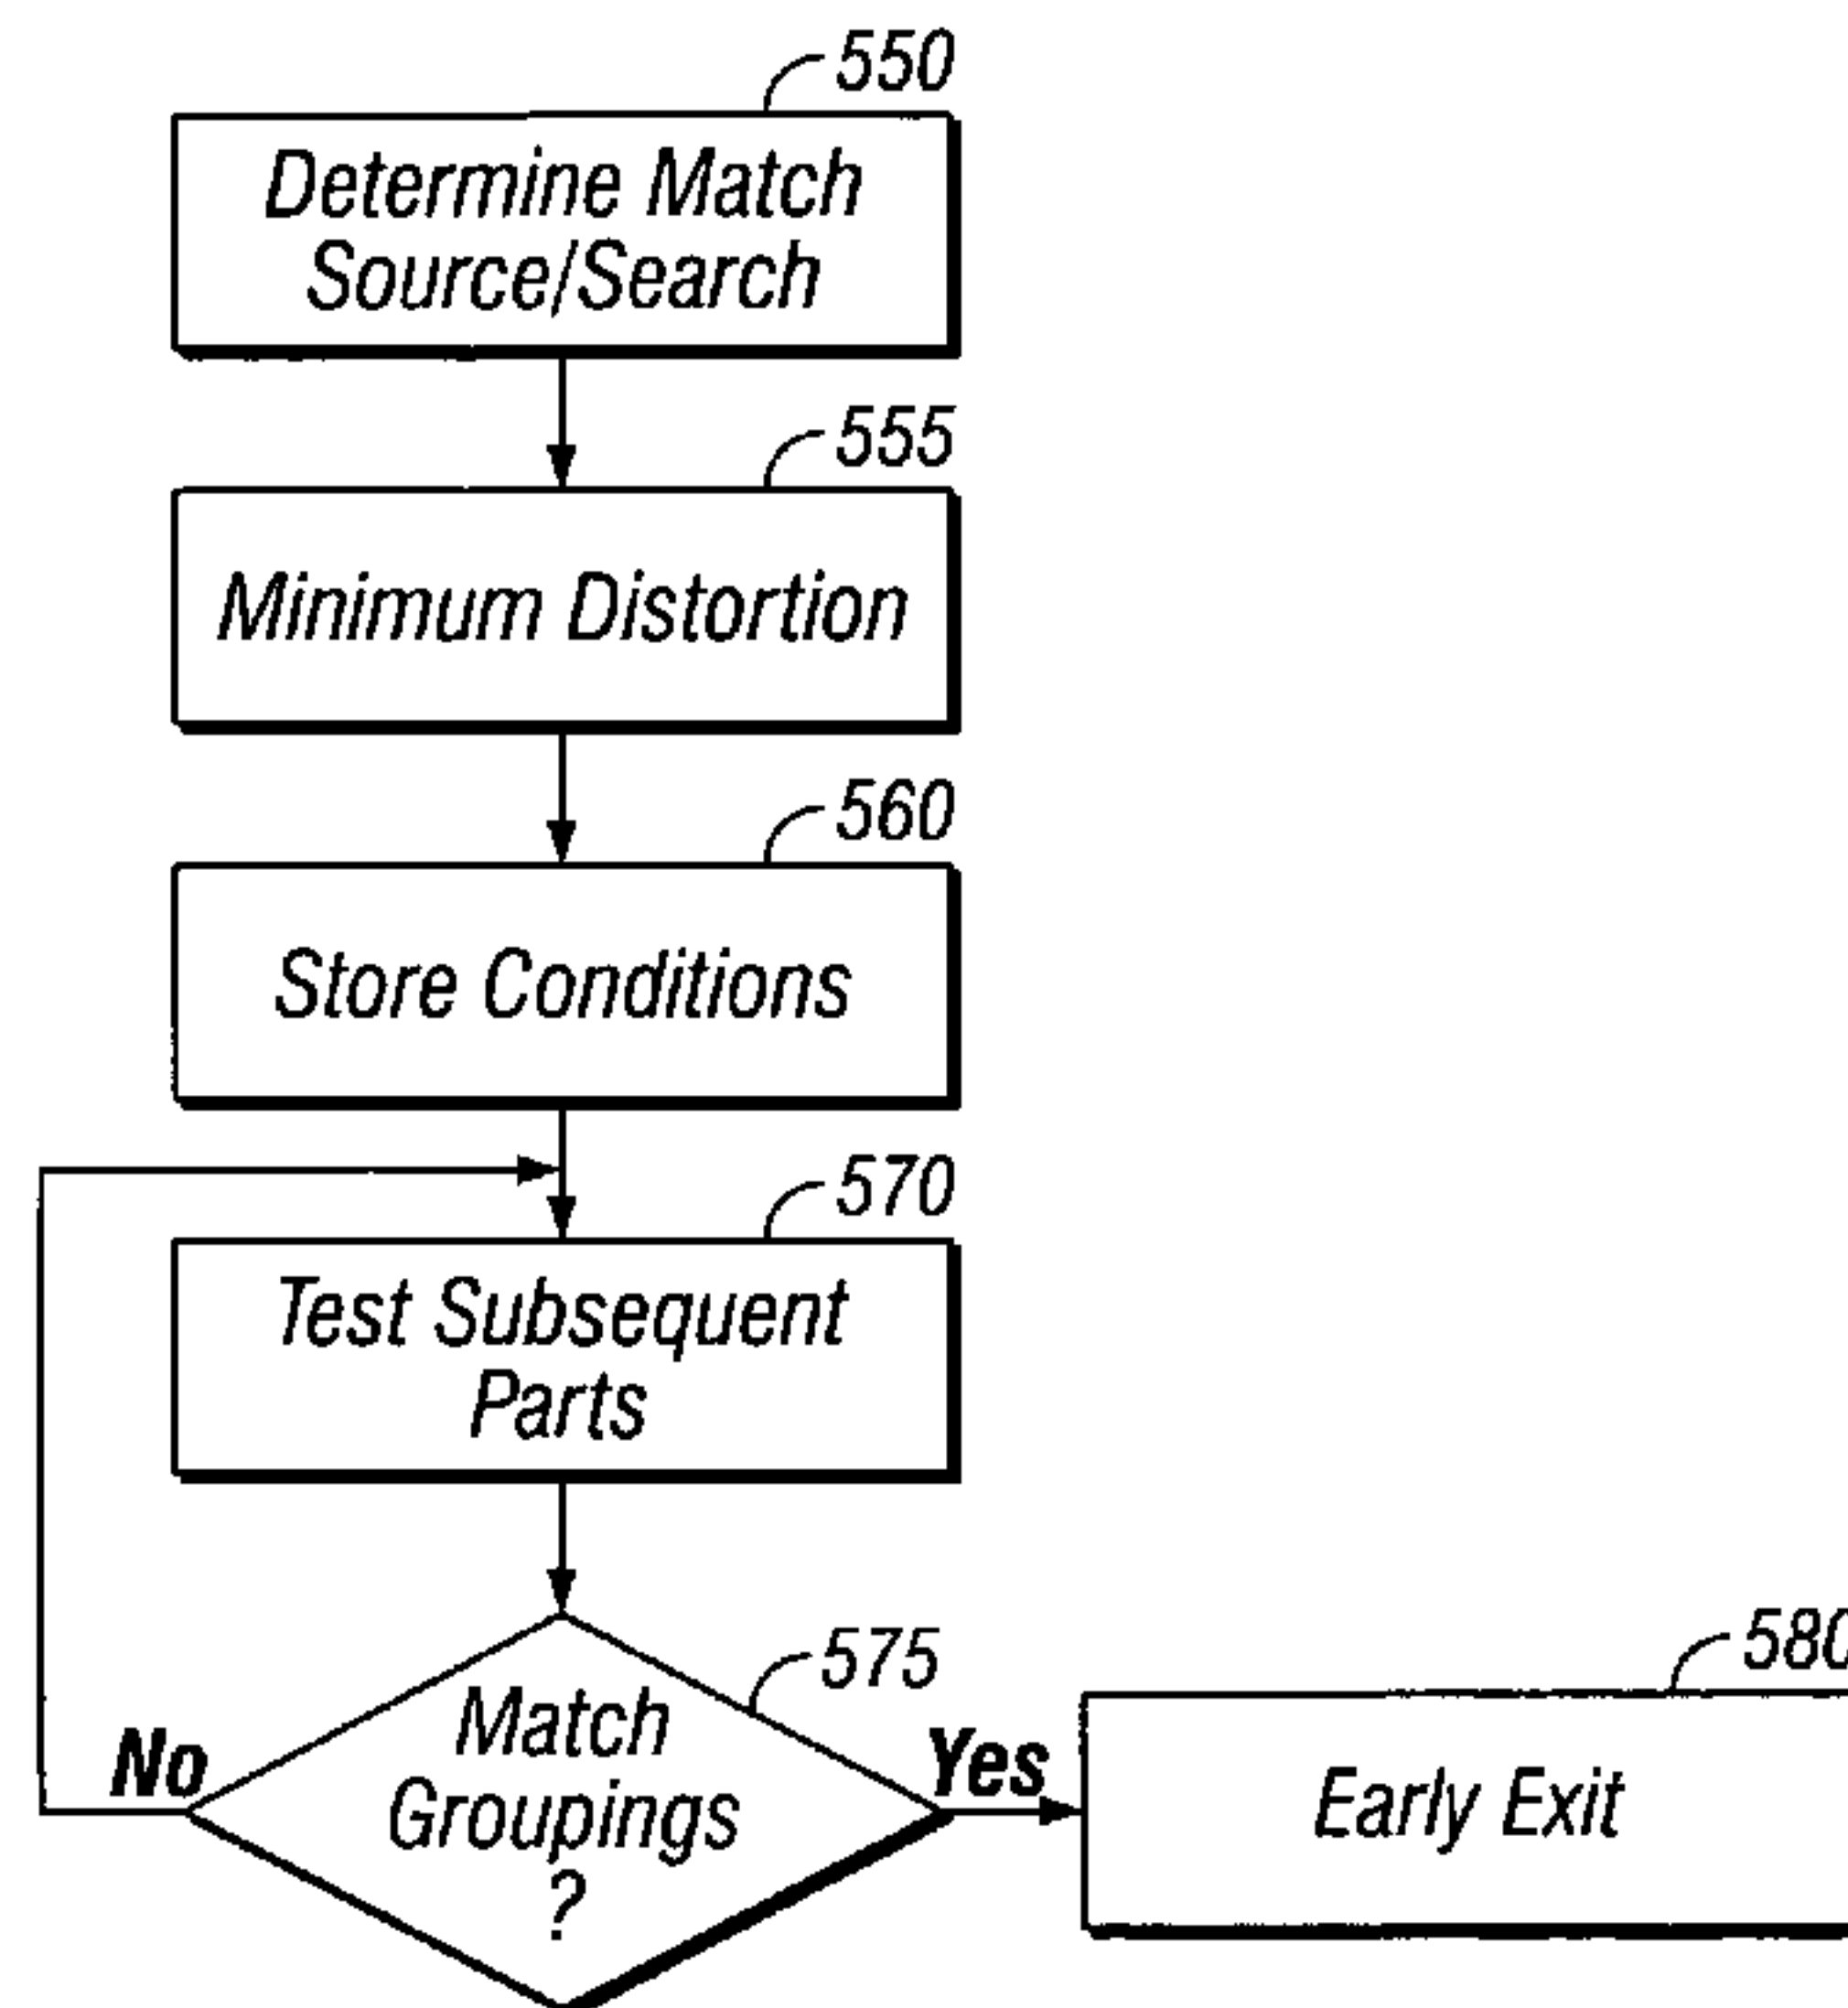 550
Determine Match
Source/Search
555
Minimum Distortion
560
Store Conditions
570
Test Subsequent
Parts
575
Match
Groupings
?
No
Yes
580
Early Exit